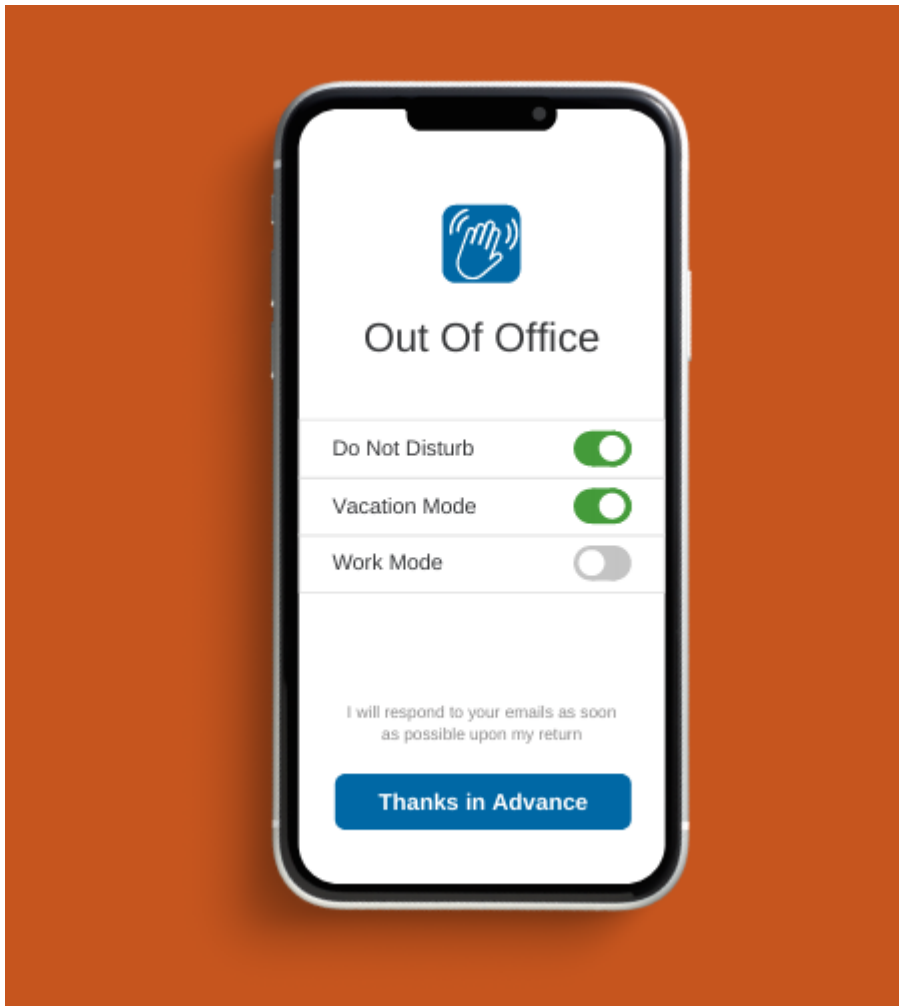 Out Of Office
Do Not Disturb
Vacation Mode
Work Mode
I will respond to your emails as soon
as possible upon my return
Thanks in Advance